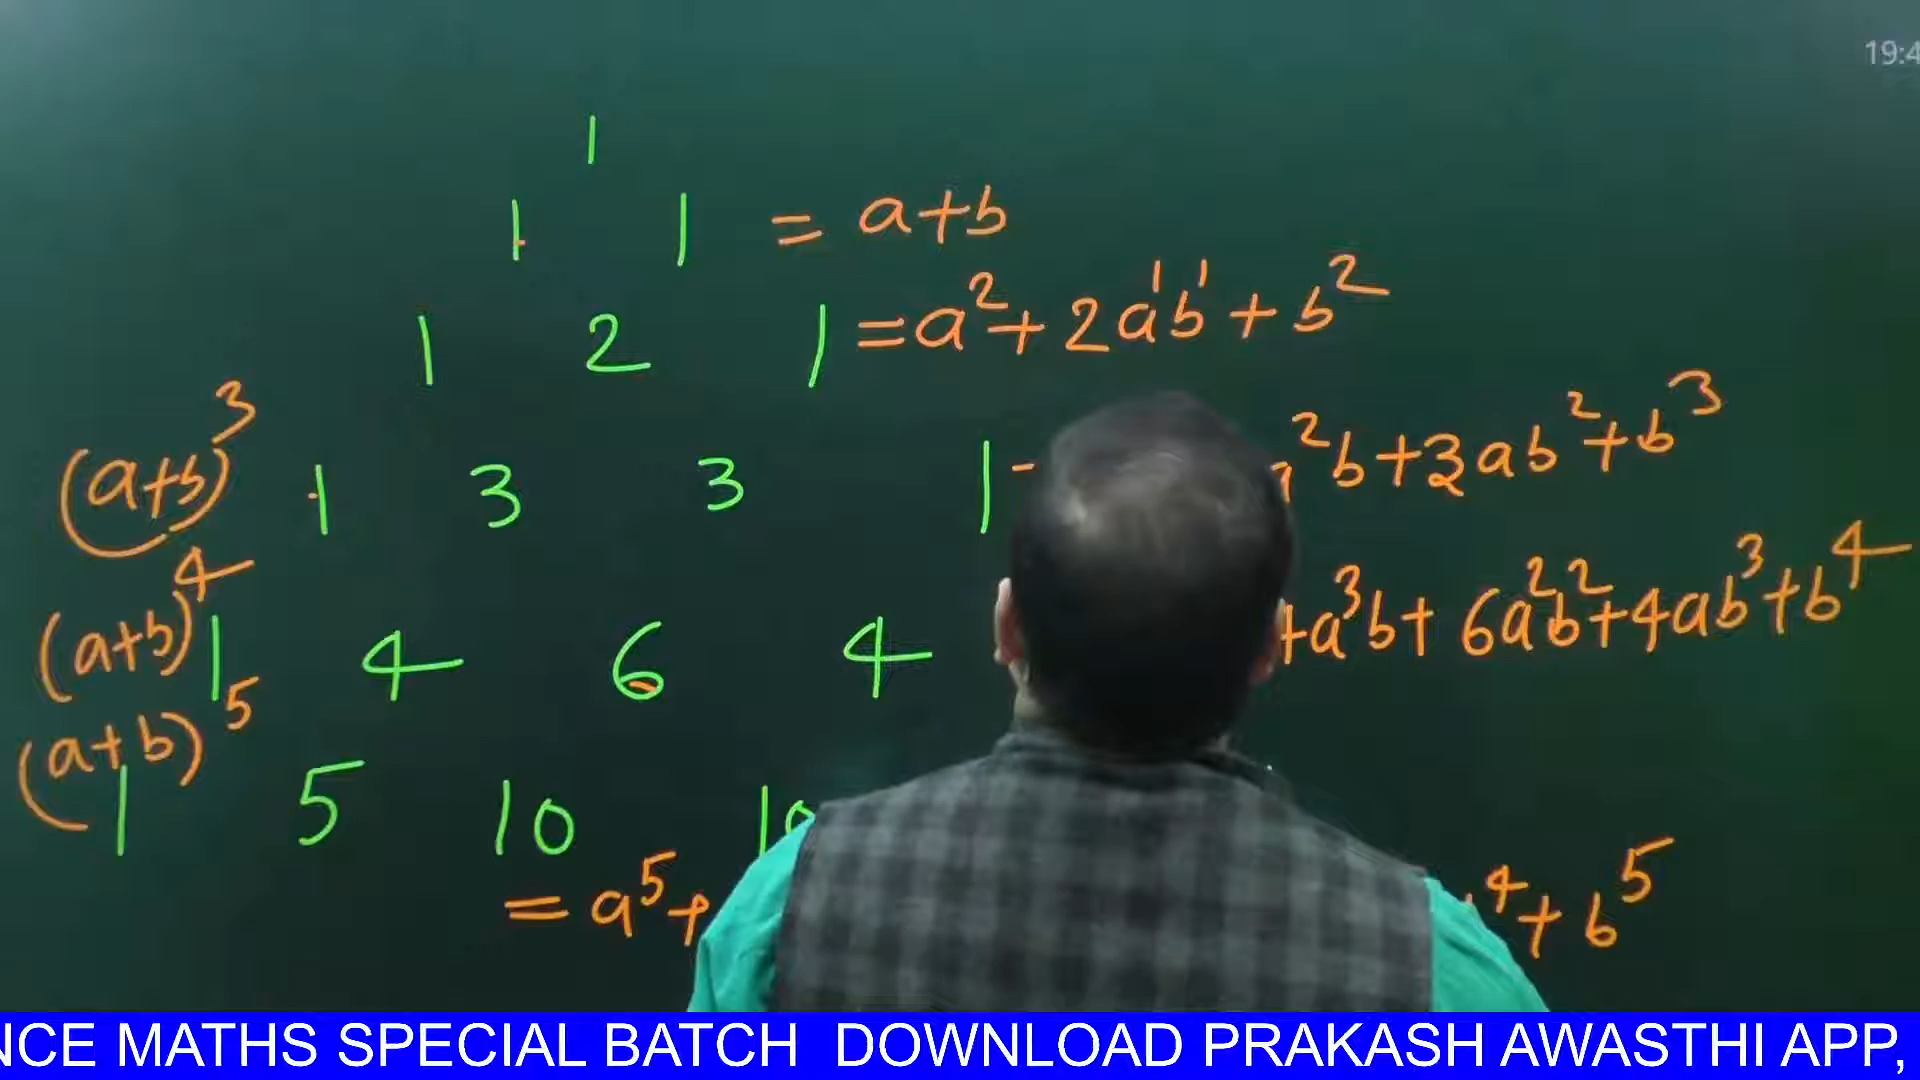 19:4
1
1 1 = a+b
1 2 1 = a² + 2a¹b¹ + b²
(a+b)³ 1 3 3 1 ²b+3ab²+b³
(a+b)⁴ 1 4 6 4 a³b+ 6a²b²+4ab³+b⁴
(a+b)⁵
1 5 10 10
= a⁵+ ⁴+ b⁵
NCE MATHS SPECIAL BATCH DOWNLOAD PRAKASH AWASTHI APP,